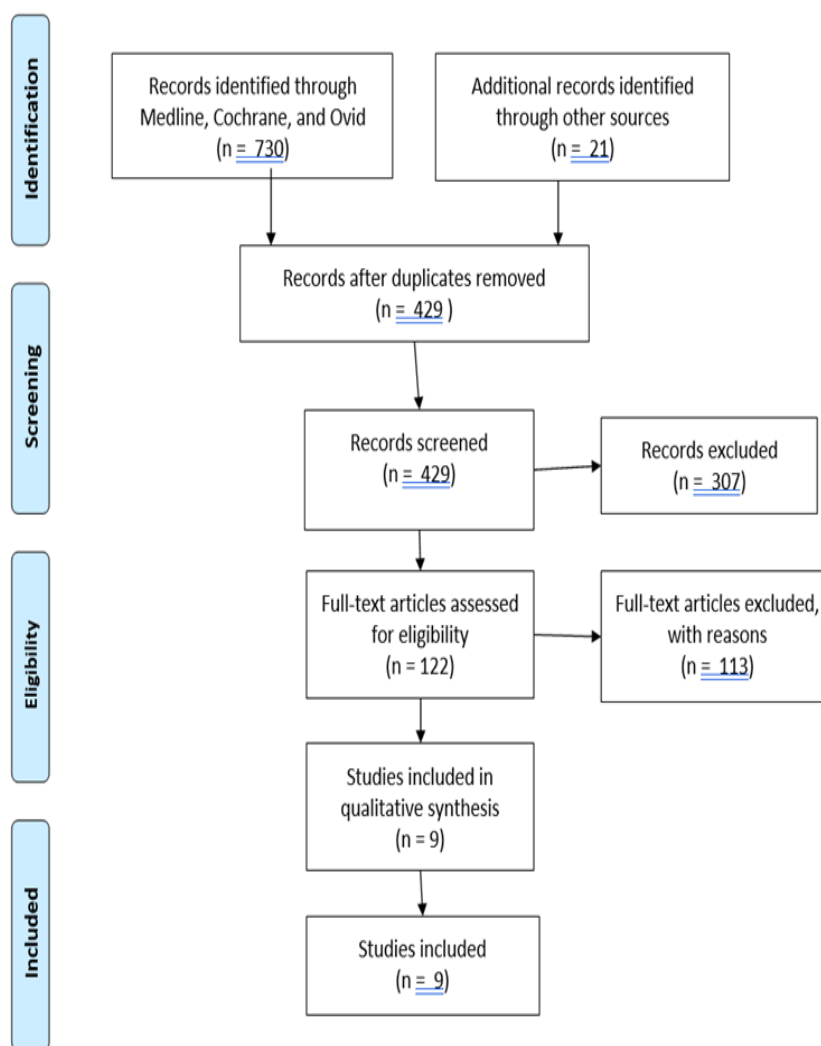 Identification
Records identified through
Medline, Cochrane, and Ovid
(n = 730)
Additional records identified
through other sources
(n = 21)
Records after duplicates removed
(n = 429 )
Screening
Records screened
(n = 429)
Records excluded
(n = 307)
Eligibility
Full-text articles assessed
for eligibility
(n = 122)
Full-text articles excluded,
with reasons
(n = 113)
Studies included in
qualitative synthesis
(n = 9)
Included
Studies included
(n = 9)